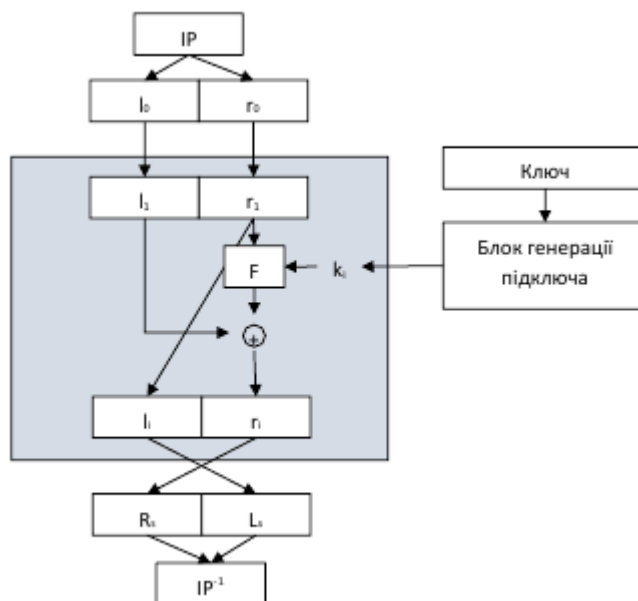 IP
l₀ r₀
l₁ r₁
Ключ
Блок генерації
підключа
F
kᵢ
+
lᵢ rᵢ
Rₛ Lₛ
IP⁻¹